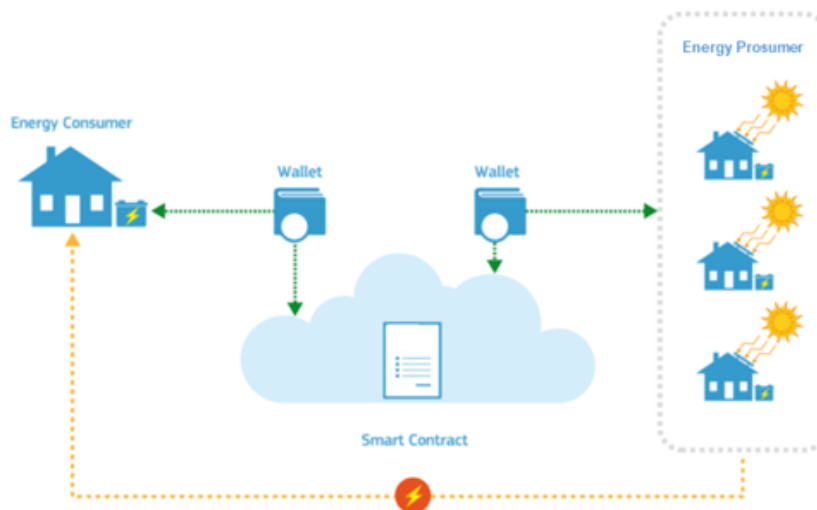 Energy Prosumer
Energy Consumer
Wallet
Wallet
Smart Contract